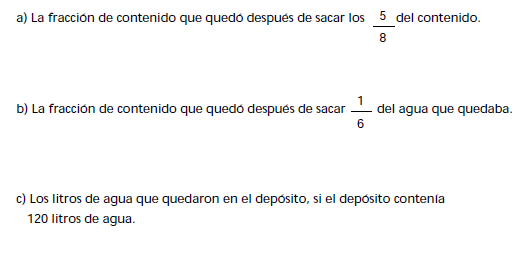 a) La fracción de contenido que quedó después de sacar los 5/8 del contenido.
b) La fracción de contenido que quedó después de sacar 1/6 del agua que quedaba.
c) Los litros de agua que quedaron en el depósito, si el depósito contenía
120 litros de agua.